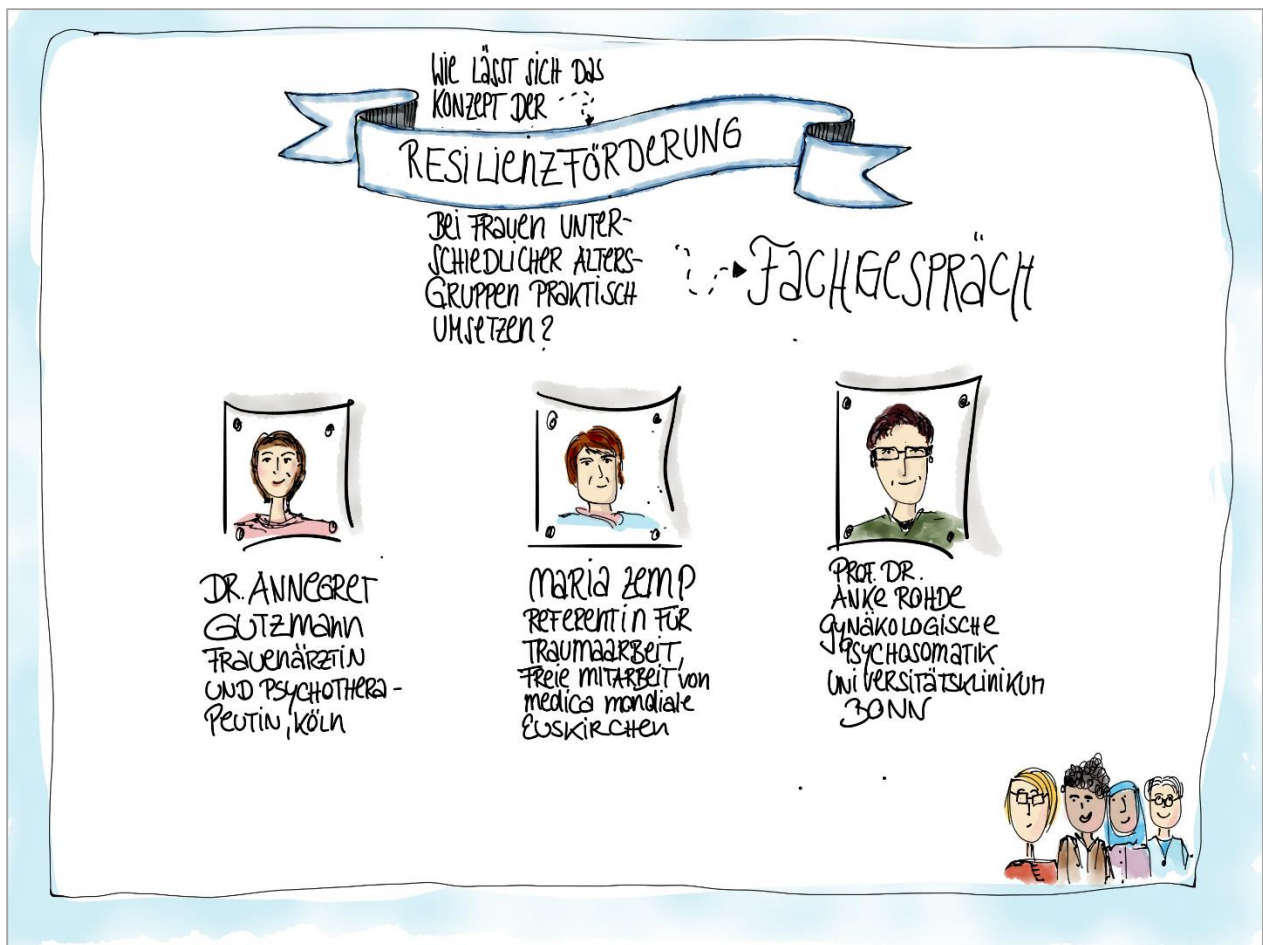 Wie lässt sich das
Konzept der
Resilienzförderung
bei Frauen unter-
schiedlicher Alters-
gruppen praktisch
umsetzen?
Fachgespräch
Dr. Annegret
Gutzmann
Frauenärztin
und Psychothera-
peutin, Köln
Maria Zemp
Referentin für
Traumaarbeit,
Freie Mitarbeit von
medica mondiale
Euskirchen
Prof. Dr.
Anke Rohde
Gynäkologische
Psychosomatik
Universitätsklinikum
Bonn